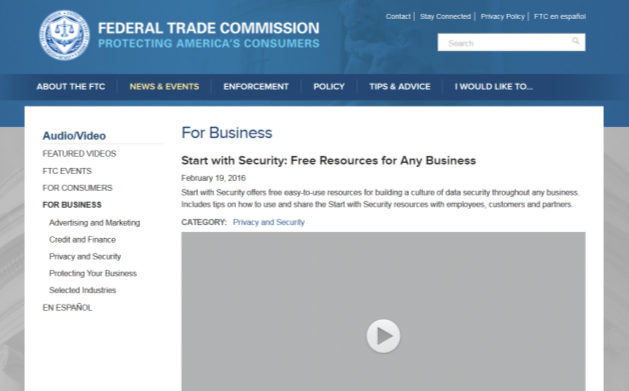 Contact | Stay Connected | Privacy Policy | FTC en español
FEDERAL TRADE COMMISSION
PROTECTING AMERICA'S CONSUMERS
Search
ABOUT THE FTC
NEWS & EVENTS
ENFORCEMENT
POLICY
TIPS & ADVICE
I WOULD LIKE TO...
Audio/Video
FEATURED VIDEOS
FTC EVENTS
FOR CONSUMERS
FOR BUSINESS
Advertising and Marketing
Credit and Finance
Privacy and Security
Protecting Your Business
Selected Industries
EN ESPAÑOL
For Business
Start with Security: Free Resources for Any Business
February 19, 2016
Start with Security offers free easy-to-use resources for building a culture of data security throughout any business.
Includes tips on how to use and share the Start with Security resources with employees, customers and partners.
CATEGORY: Privacy and Security